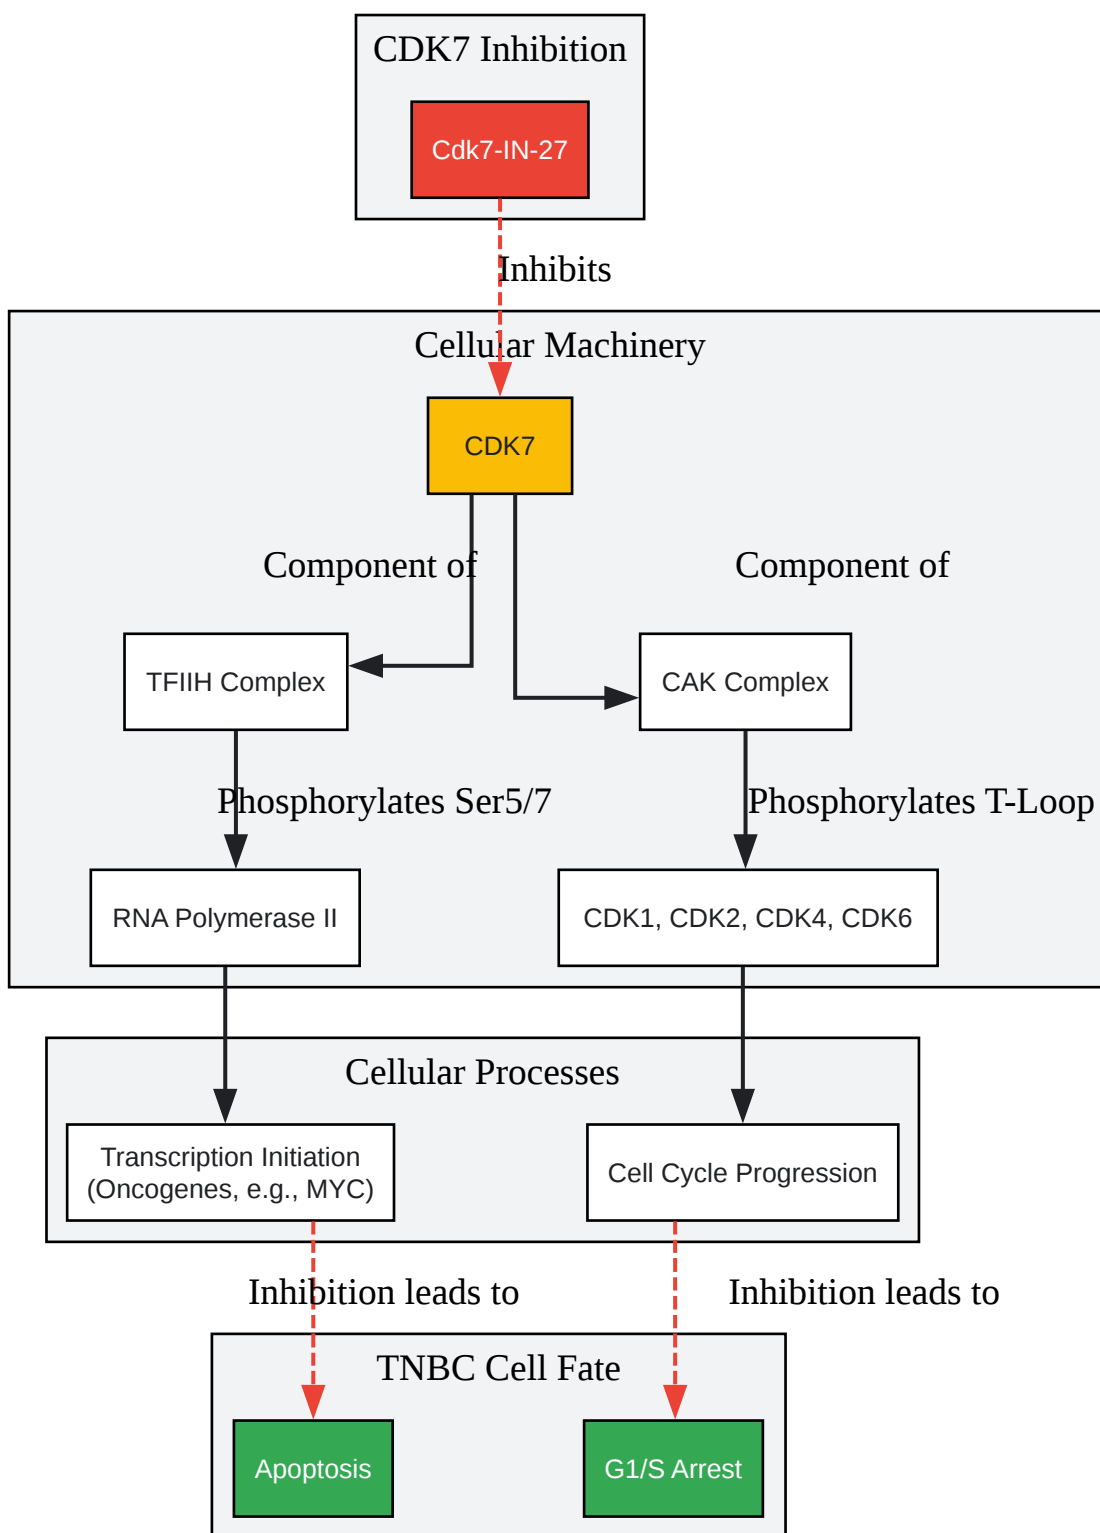 CDK7 Inhibition
Cdk7-IN-27
Inhibits
Cellular Machinery
CDK7
Component of
Component of
TFIIH Complex
CAK Complex
Phosphorylates Ser5/7
Phosphorylates T-Loop
RNA Polymerase II
CDK1, CDK2, CDK4, CDK6
Cellular Processes
Transcription Initiation
(Oncogenes, e.g., MYC)
Cell Cycle Progression
Inhibition leads to
Inhibition leads to
TNBC Cell Fate
Apoptosis
G1/S Arrest